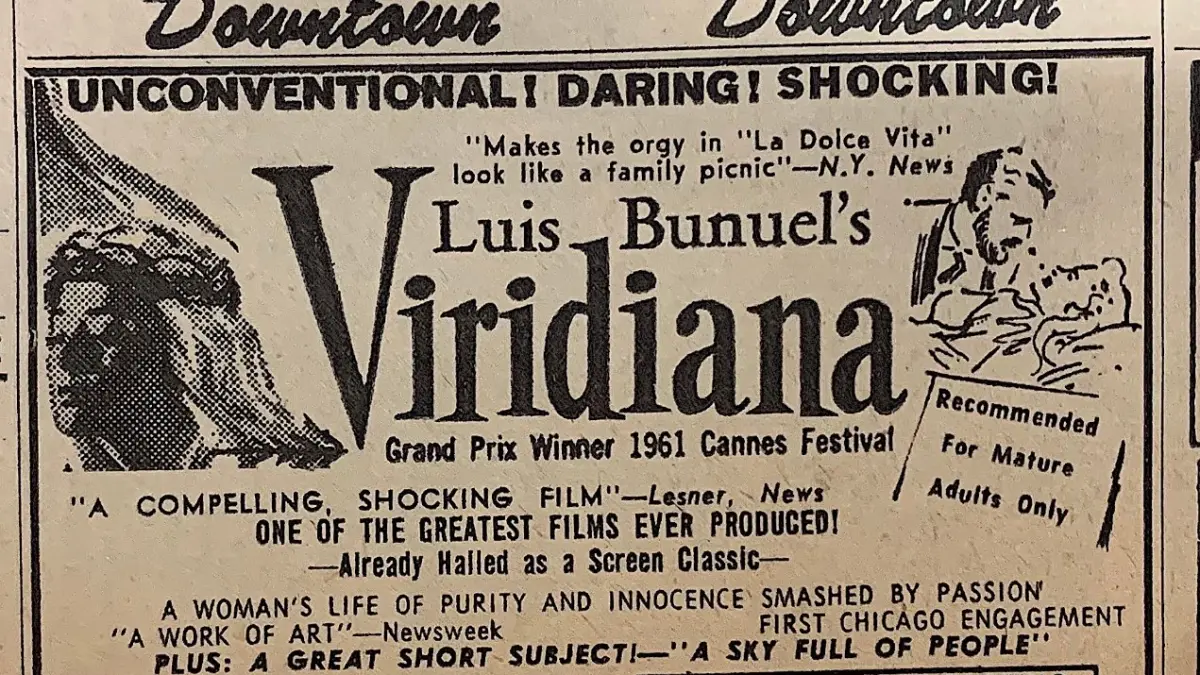 Downtown Downtown
UNCONVENTIONAL! DARING! SHOCKING!
"Makes the orgy in "La Dolce Vita"
look like a family picnic"—N.Y. News
Luis Bunuel's
Viridiana
Grand Prix Winner 1961 Cannes Festival
Recommended
For Mature
Adults Only
"A COMPELLING, SHOCKING FILM"—Lesner, News
ONE OF THE GREATEST FILMS EVER PRODUCED!
—Already Hailed as a Screen Classic—
A WOMAN'S LIFE OF PURITY AND INNOCENCE SMASHED BY PASSION
"A WORK OF ART"—Newsweek FIRST CHICAGO ENGAGEMENT
PLUS: A GREAT SHORT SUBJECT!—"A SKY FULL OF PEOPLE"